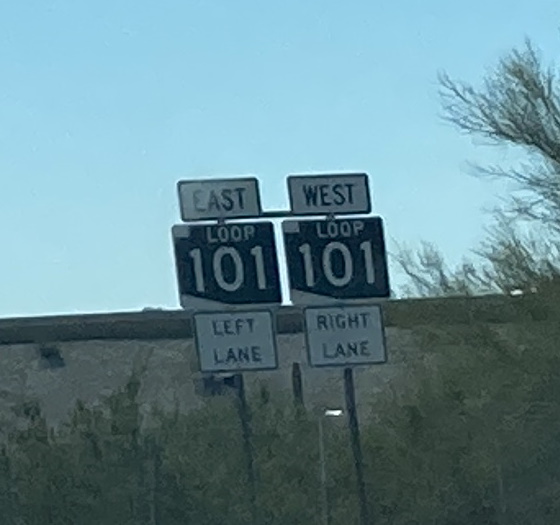 EAST
LOOP
101
LEFT
LANE
WEST
LOOP
101
RIGHT
LANE